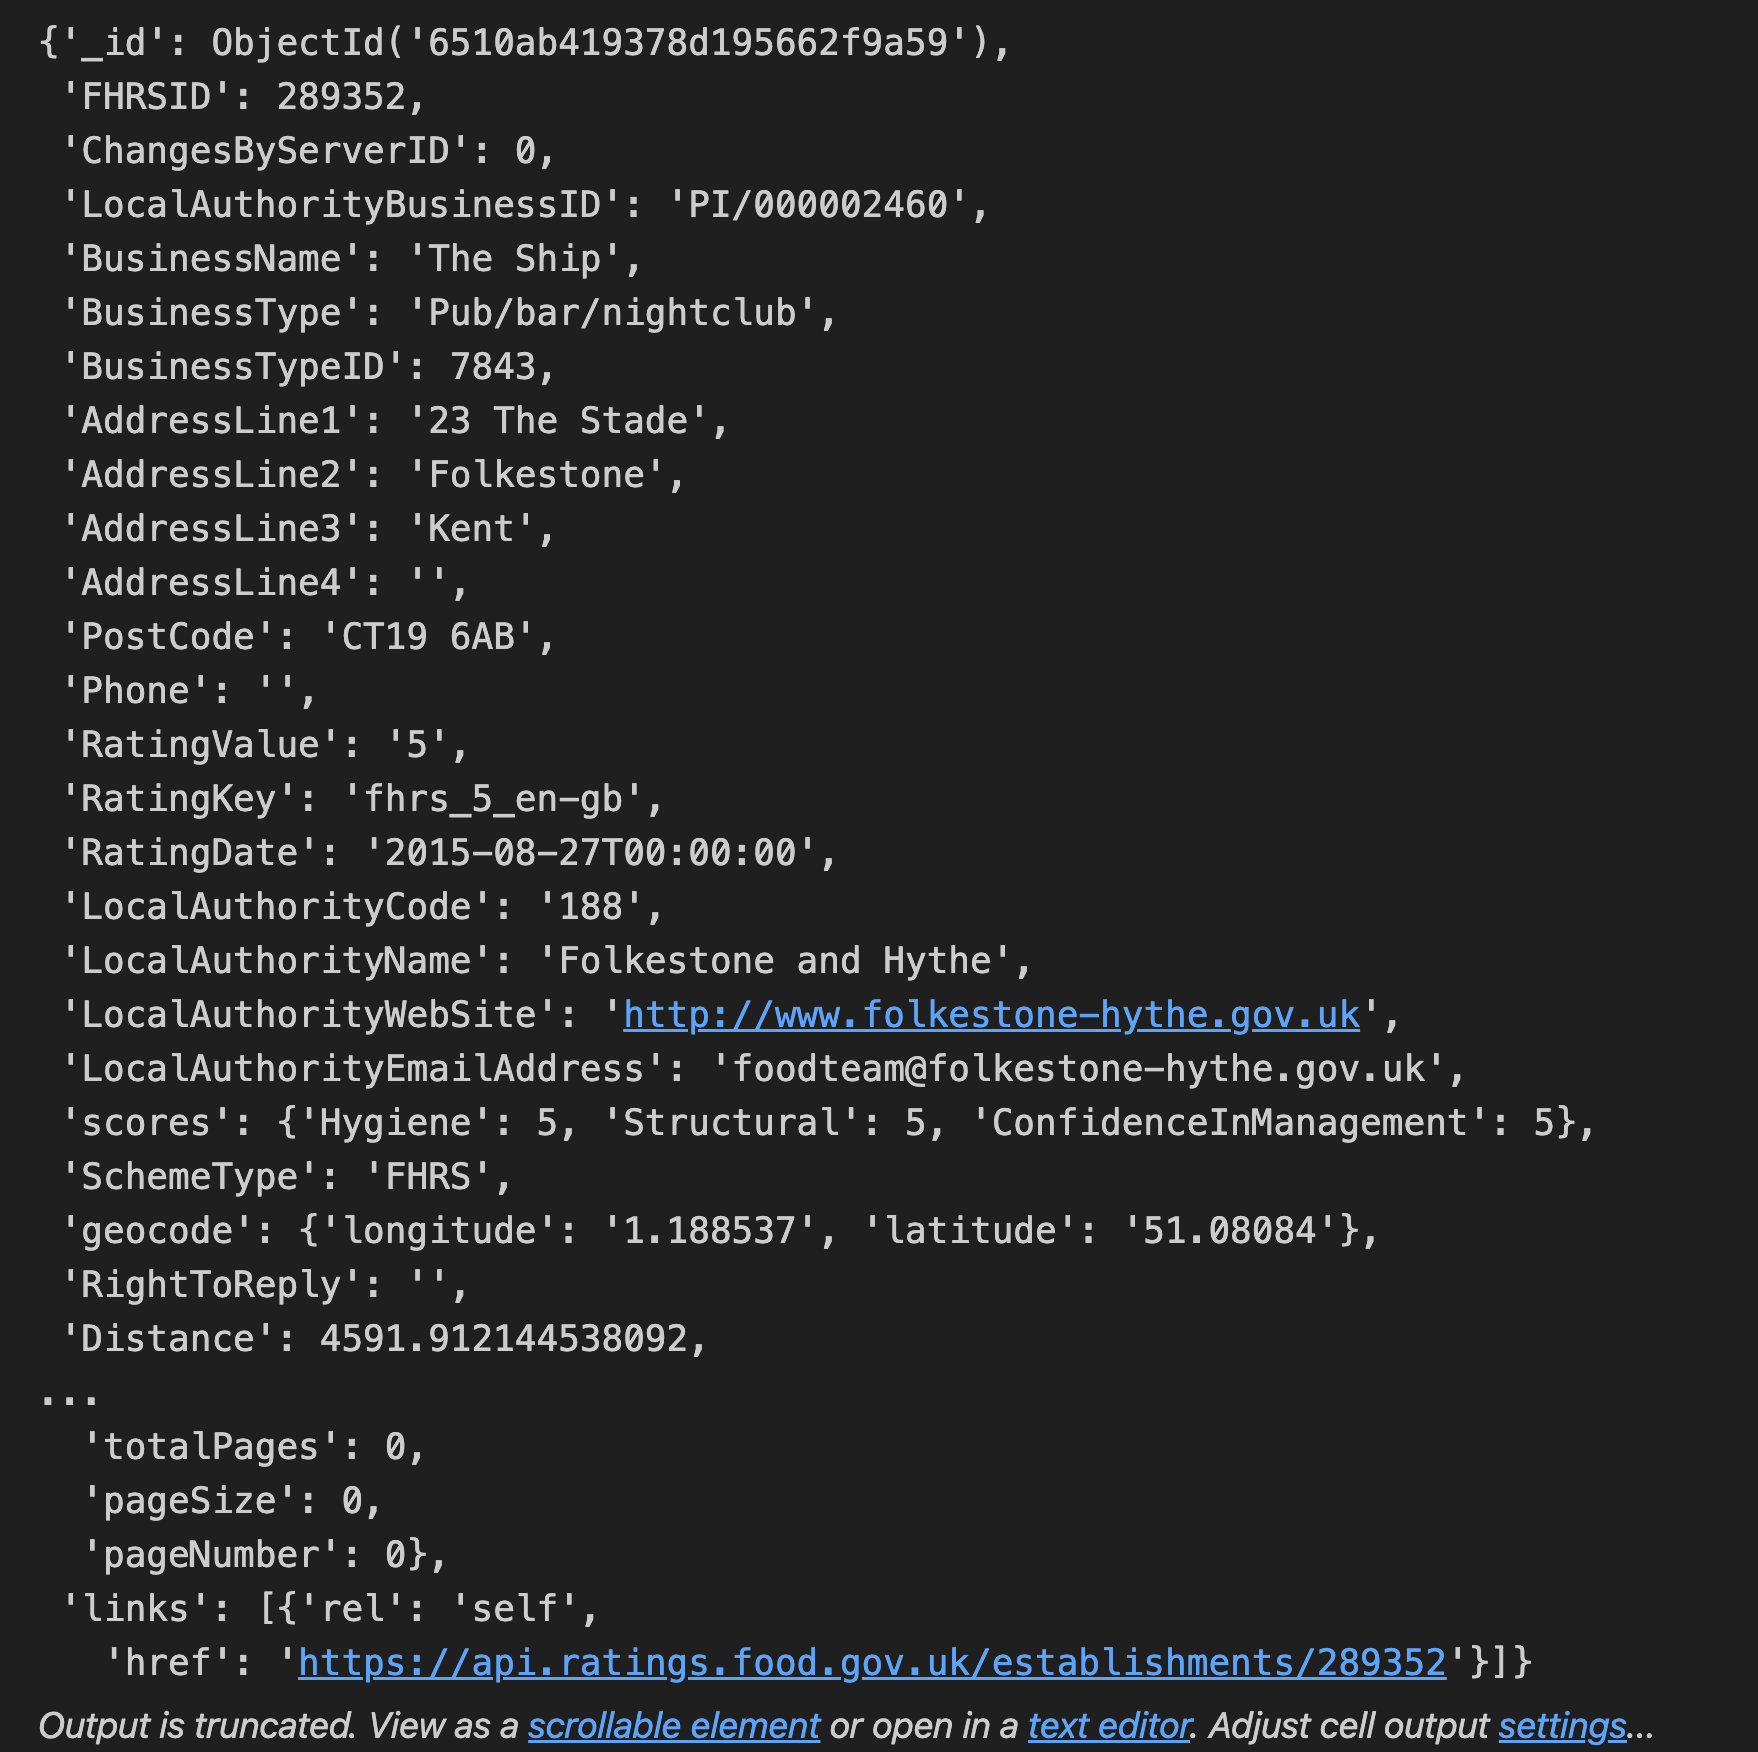 {'_id': ObjectId('6510ab419378d195662f9a59'),
 'FHRSID': 289352,
 'ChangesByServerID': 0,
 'LocalAuthorityBusinessID': 'PI/000002460',
 'BusinessName': 'The Ship',
 'BusinessType': 'Pub/bar/nightclub',
 'BusinessTypeID': 7843,
 'AddressLine1': '23 The Stade',
 'AddressLine2': 'Folkestone',
 'AddressLine3': 'Kent',
 'AddressLine4': '',
 'PostCode': 'CT19 6AB',
 'Phone': '',
 'RatingValue': '5',
 'RatingKey': 'fhrs_5_en-gb',
 'RatingDate': '2015-08-27T00:00:00',
 'LocalAuthorityCode': '188',
 'LocalAuthorityName': 'Folkestone and Hythe',
 'LocalAuthorityWebSite': 'http://www.folkestone-hythe.gov.uk',
 'LocalAuthorityEmailAddress': 'foodteam@folkestone-hythe.gov.uk',
 'scores': {'Hygiene': 5, 'Structural': 5, 'ConfidenceInManagement': 5},
 'SchemeType': 'FHRS',
 'geocode': {'longitude': '1.188537', 'latitude': '51.08084'},
 'RightToReply': '',
 'Distance': 4591.912144538092,
...
  'totalPages': 0,
  'pageSize': 0,
  'pageNumber': 0},
 'links': [{'rel': 'self',
   'href': 'https://api.ratings.food.gov.uk/establishments/289352'}]}
Output is truncated. View as a scrollable element or open in a text editor. Adjust cell output settings...